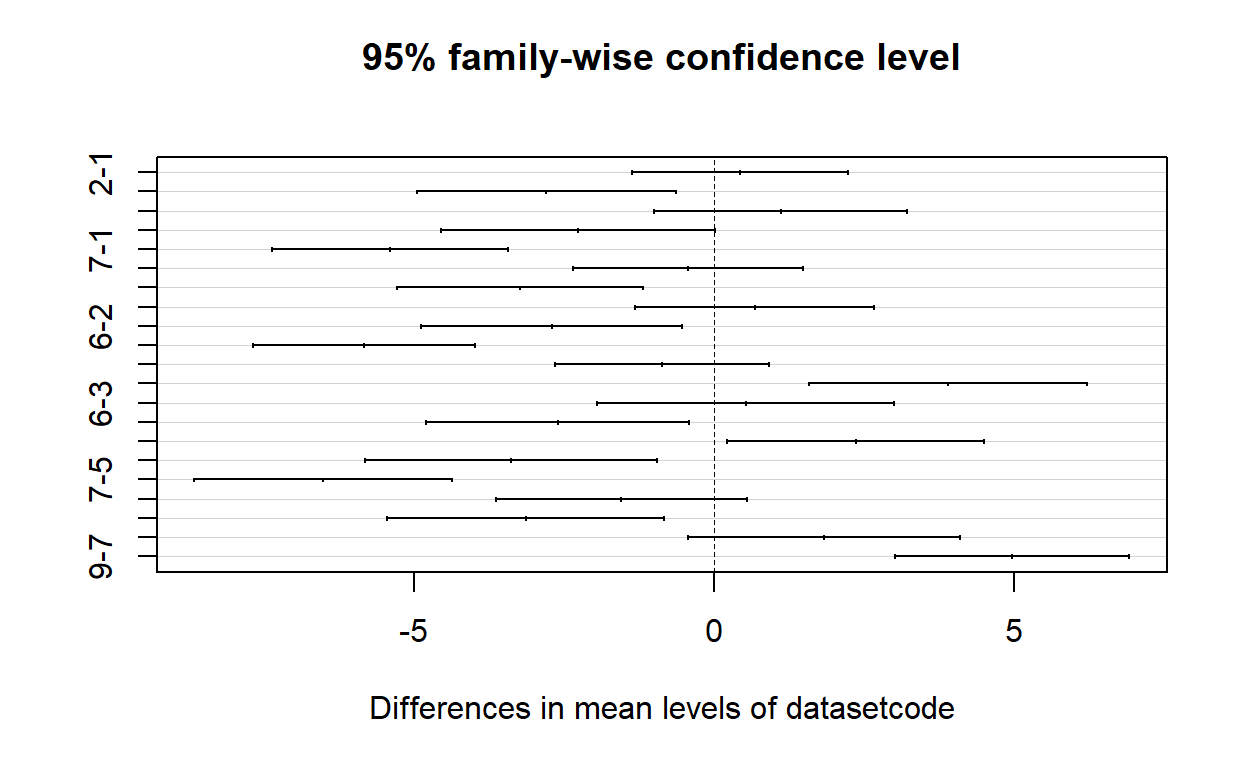 95% family-wise confidence level
2-1
7-1
6-2
6-3
7-5
9-7
-5 0 5
Differences in mean levels of datasetcode